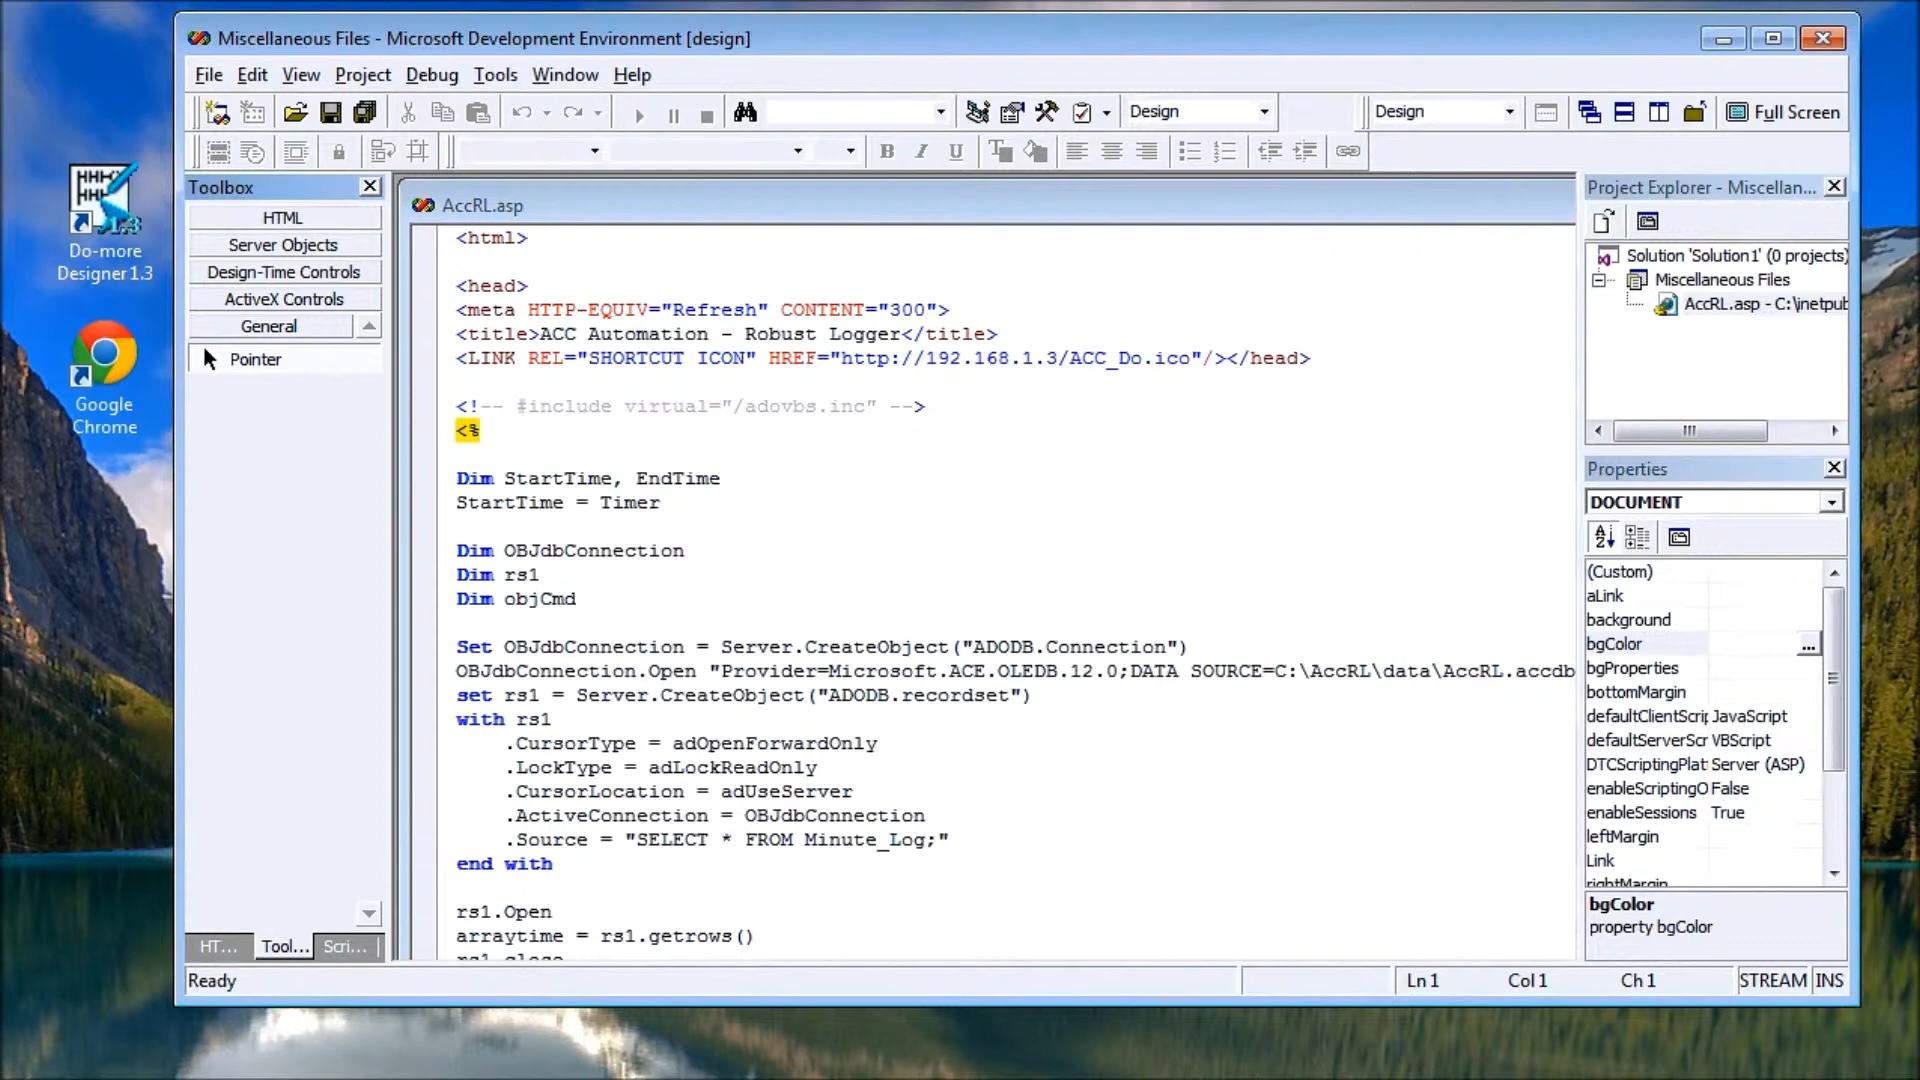 Miscellaneous Files - Microsoft Development Environment [design]
File Edit View Project Debug Tools Window Help
Design Design Full Screen
B I U
Toolbox
HTML
Server Objects
Design-Time Controls
ActiveX Controls
General
Pointer
HT... Tool... Scri...
Do-more
Designer 1.3
Google
Chrome
AccRL.asp
<html>
<head>
<meta HTTP-EQUIV="Refresh" CONTENT="300">
<title>ACC Automation - Robust Logger</title>
<LINK REL="SHORTCUT ICON" HREF="http://192.168.1.3/ACC_Do.ico"/></head>
<!-- #include virtual="/adovbs.inc" -->
<%
Dim StartTime, EndTime
StartTime = Timer
Dim OBJdbConnection
Dim rs1
Dim objCmd
Set OBJdbConnection = Server.CreateObject("ADODB.Connection")
OBJdbConnection.Open "Provider=Microsoft.ACE.OLEDB.12.0;DATA SOURCE=C:\AccRL\data\AccRL.accdb
set rs1 = Server.CreateObject("ADODB.recordset")
with rs1
.CursorType = adOpenForwardOnly
.LockType = adLockReadOnly
.CursorLocation = adUseServer
.ActiveConnection = OBJdbConnection
.Source = "SELECT * FROM Minute_Log;"
end with
rs1.Open
arraytime = rs1.getrows()
rs1.close
Project Explorer - Miscellan...
Solution 'Solution1' (0 projects)
Miscellaneous Files
AccRL.asp - C:\inetpub
Properties
DOCUMENT
(Custom)
aLink
background
bgColor ...
bgProperties
bottomMargin
defaultClientScrip JavaScript
defaultServerScr VBScript
DTCScriptingPlat Server (ASP)
enableScriptingO False
enableSessions True
leftMargin
Link
rightMargin
bgColor
property bgColor
Ready Ln 1 Col 1 Ch 1 STREAM INS